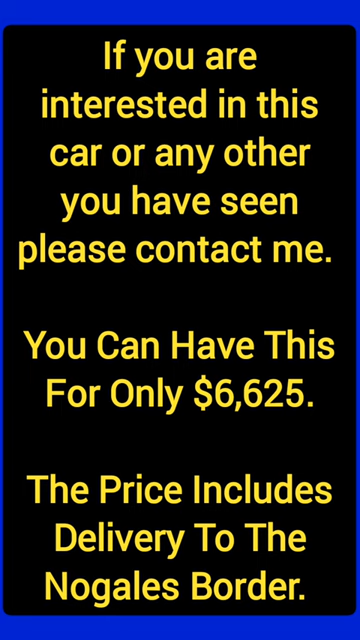 If you are
interested in this
car or any other
you have seen
please contact me.
You Can Have This
For Only $6,625.
The Price Includes
Delivery To The
Nogales Border.